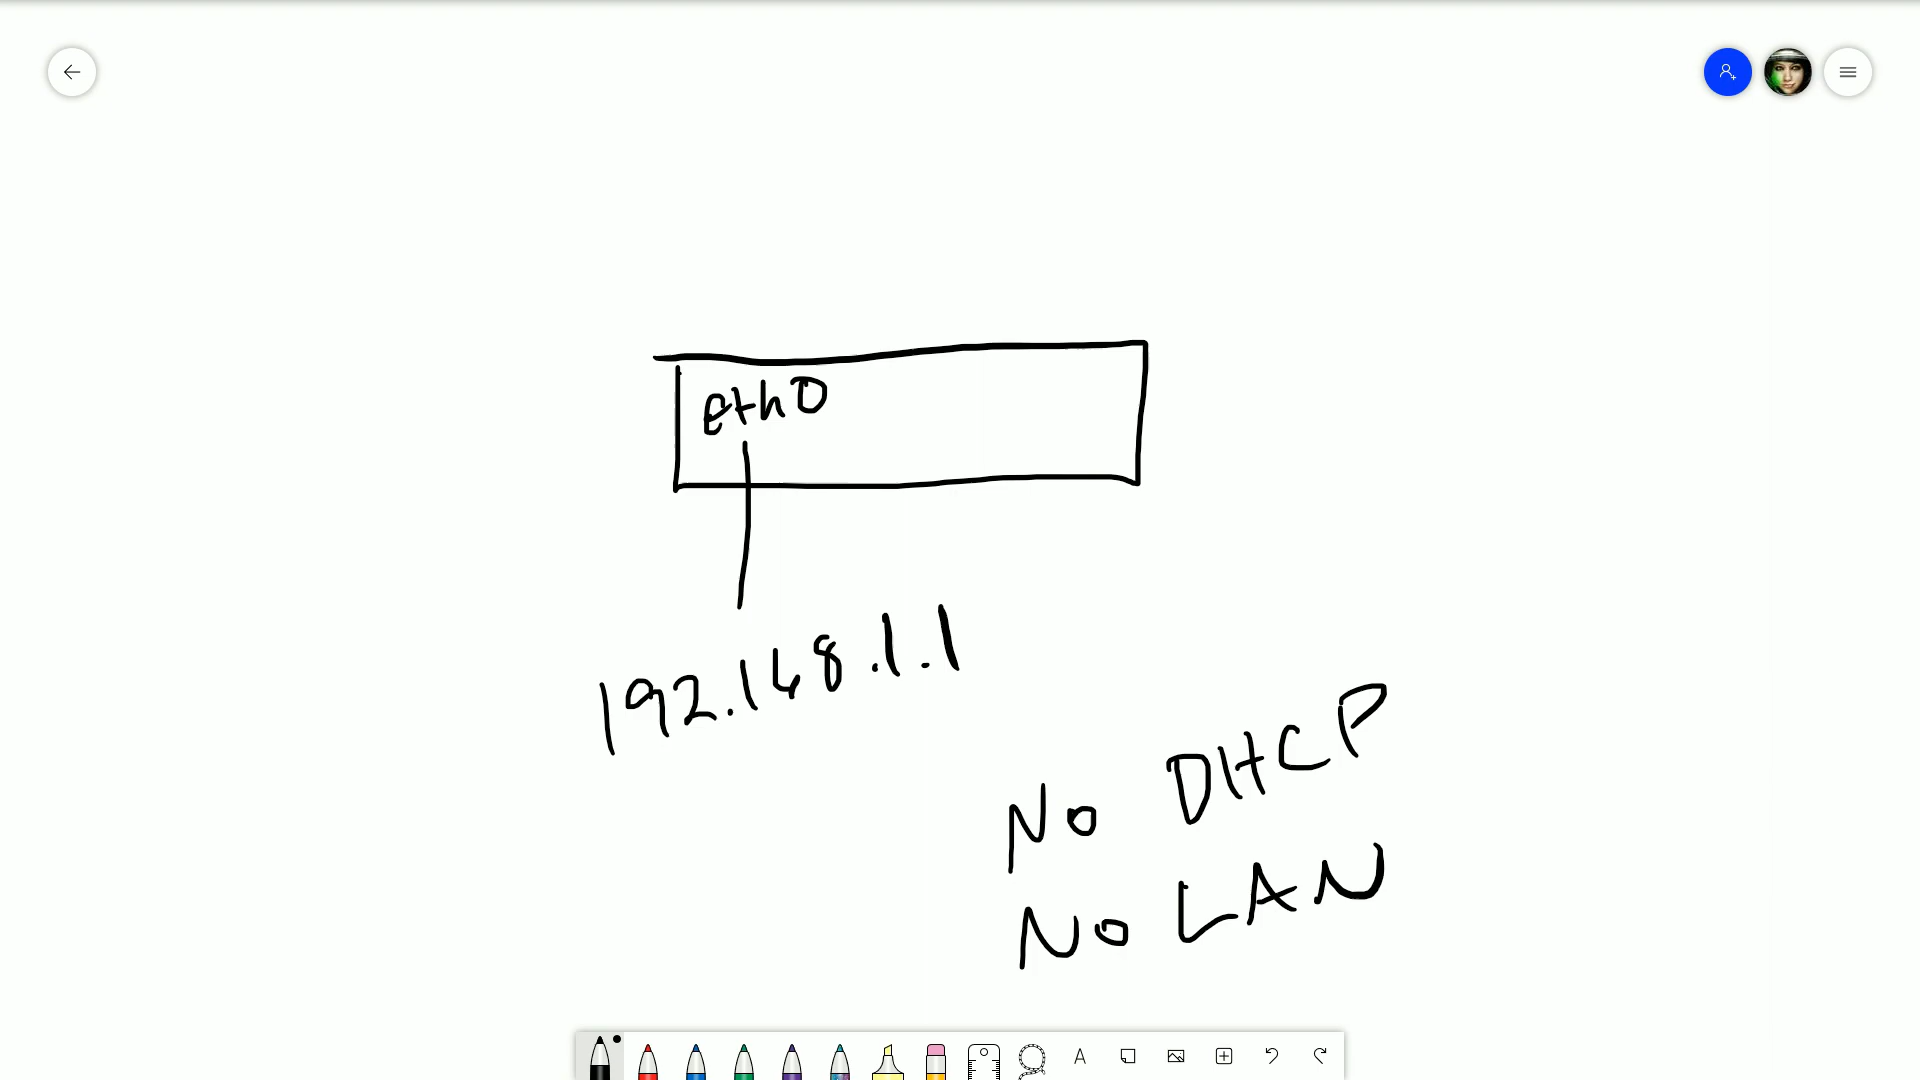 eth0
192.168.1.1
No DHCP
No LAN
A